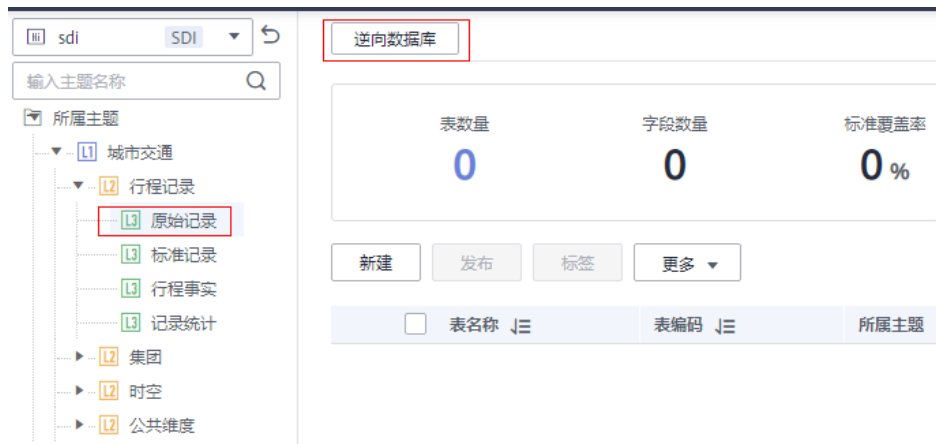 sdi SDI
输入主题名称
所属主题
L1 城市交通
L2 行程记录
L3 原始记录
L3 标准记录
L3 行程事实
L3 记录统计
L2 集团
L2 时空
L2 公共维度
逆向数据库
表数量 字段数量 标准覆盖率
0 0 0 %
新建 发布 标签 更多
表名称 表编码 所属主题